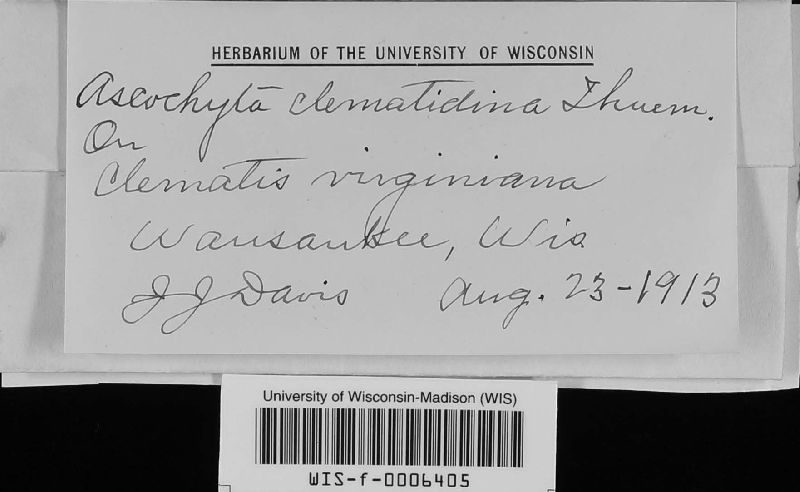 HERBARIUM OF THE UNIVERSITY OF WISCONSIN
Ascochyta clematidina Thuem.
On
Clematis virginiana
Wausaukee, Wis
J J Davis Aug. 23-1913
University of Wisconsin-Madison (WIS)
WIS-f-0006405